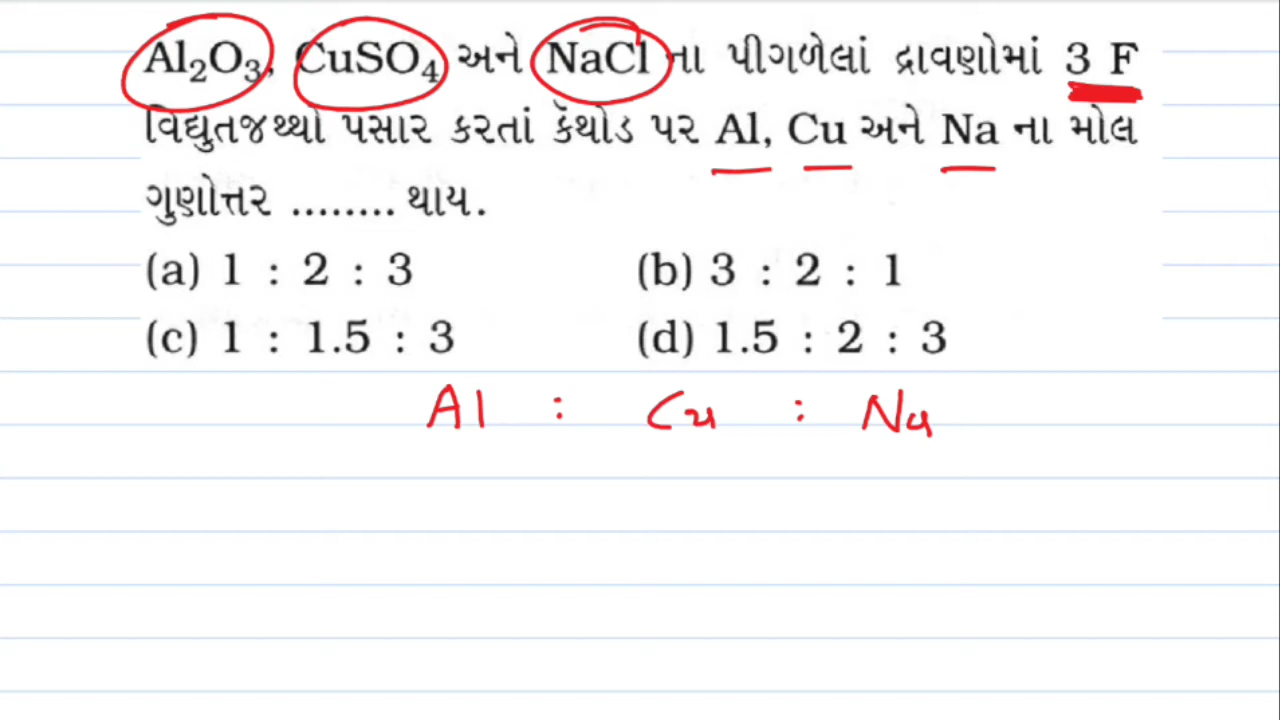 Al₂O₃, CuSO₄ અને NaCl ના પીગળેલાં દ્રાવણોમાં 3 F
વિદ્યુતજથ્થો પસાર કરતાં કૅથોડ પર Al, Cu અને Na ના મોલ
ગુણોત્તર ........ થાય.
(a) 1 : 2 : 3 (b) 3 : 2 : 1
(c) 1 : 1.5 : 3 (d) 1.5 : 2 : 3
Al : Cu : Na